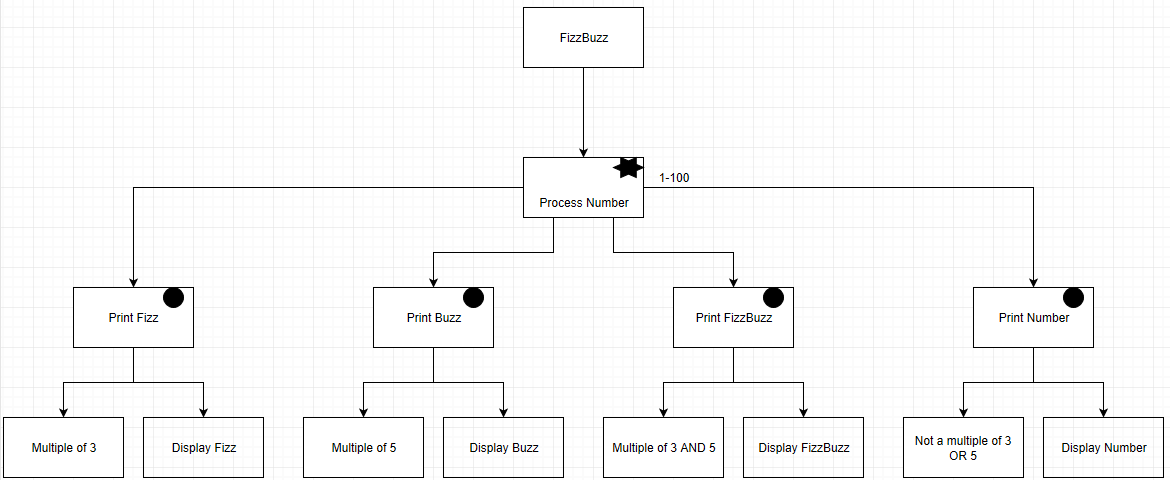 FizzBuzz
1-100
Process Number
Print Fizz
Print Buzz
Print FizzBuzz
Print Number
Multiple of 3
Display Fizz
Multiple of 5
Display Buzz
Multiple of 3 AND 5
Display FizzBuzz
Not a multiple of 3
OR 5
Display Number